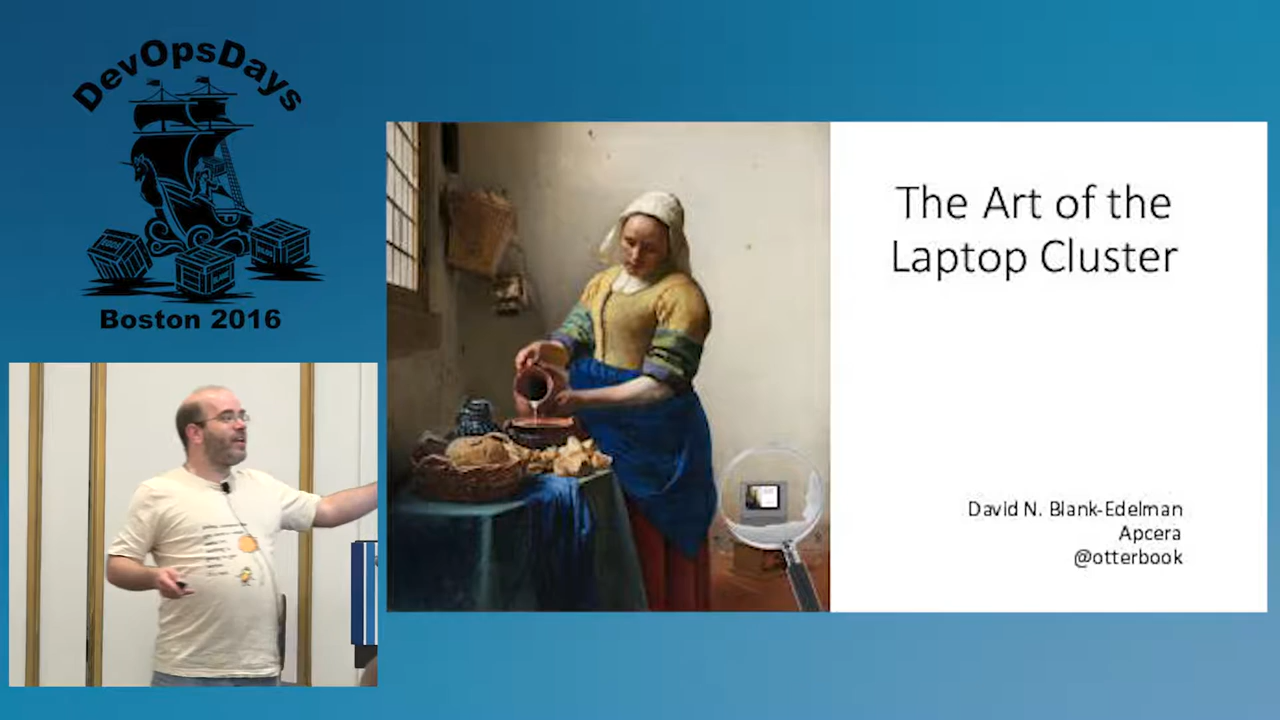 DevOpsDays
Boston 2016
The Art of the
Laptop Cluster
David N. Blank-Edelman
Apcera
@otterbook